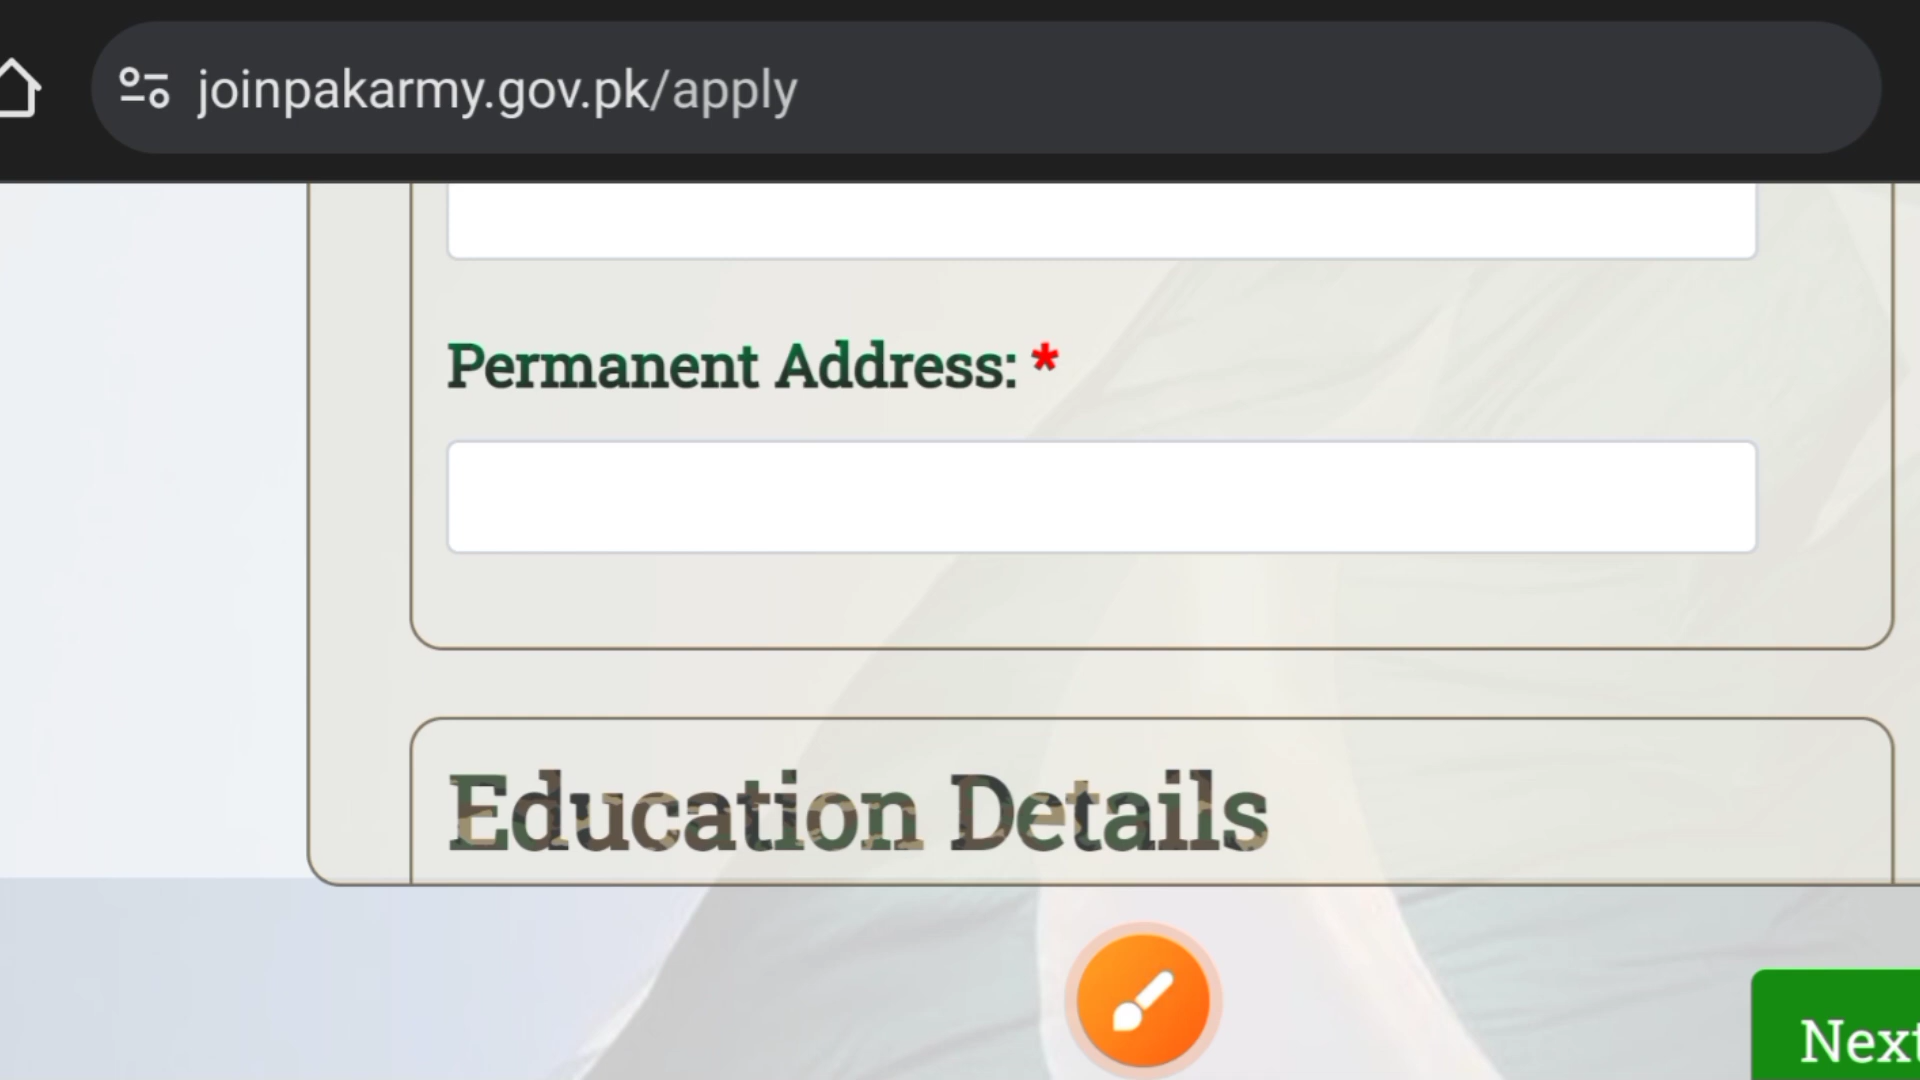 joinpakarmy.gov.pk/apply
Permanent Address: *
Education Details
Next